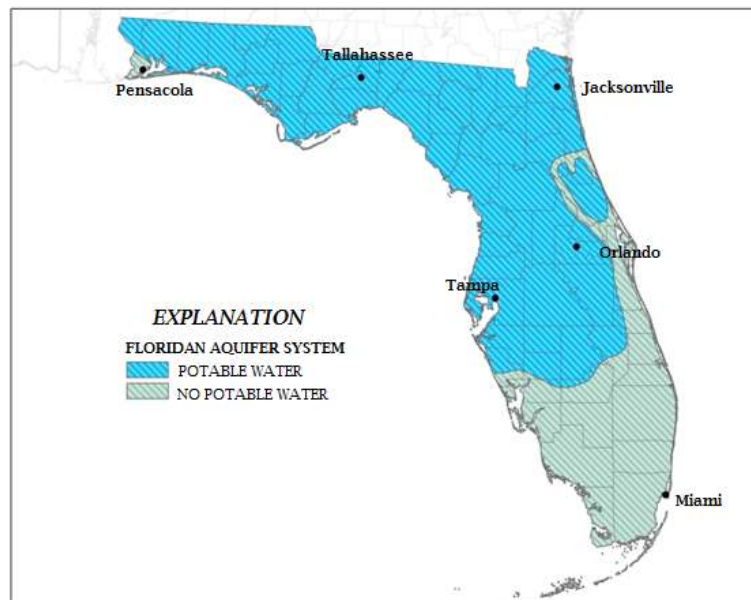 Tallahassee
Pensacola
Jacksonville
Orlando
Tampa
EXPLANATION
FLORIDAN AQUIFER SYSTEM
POTABLE WATER
NO POTABLE WATER
Miami